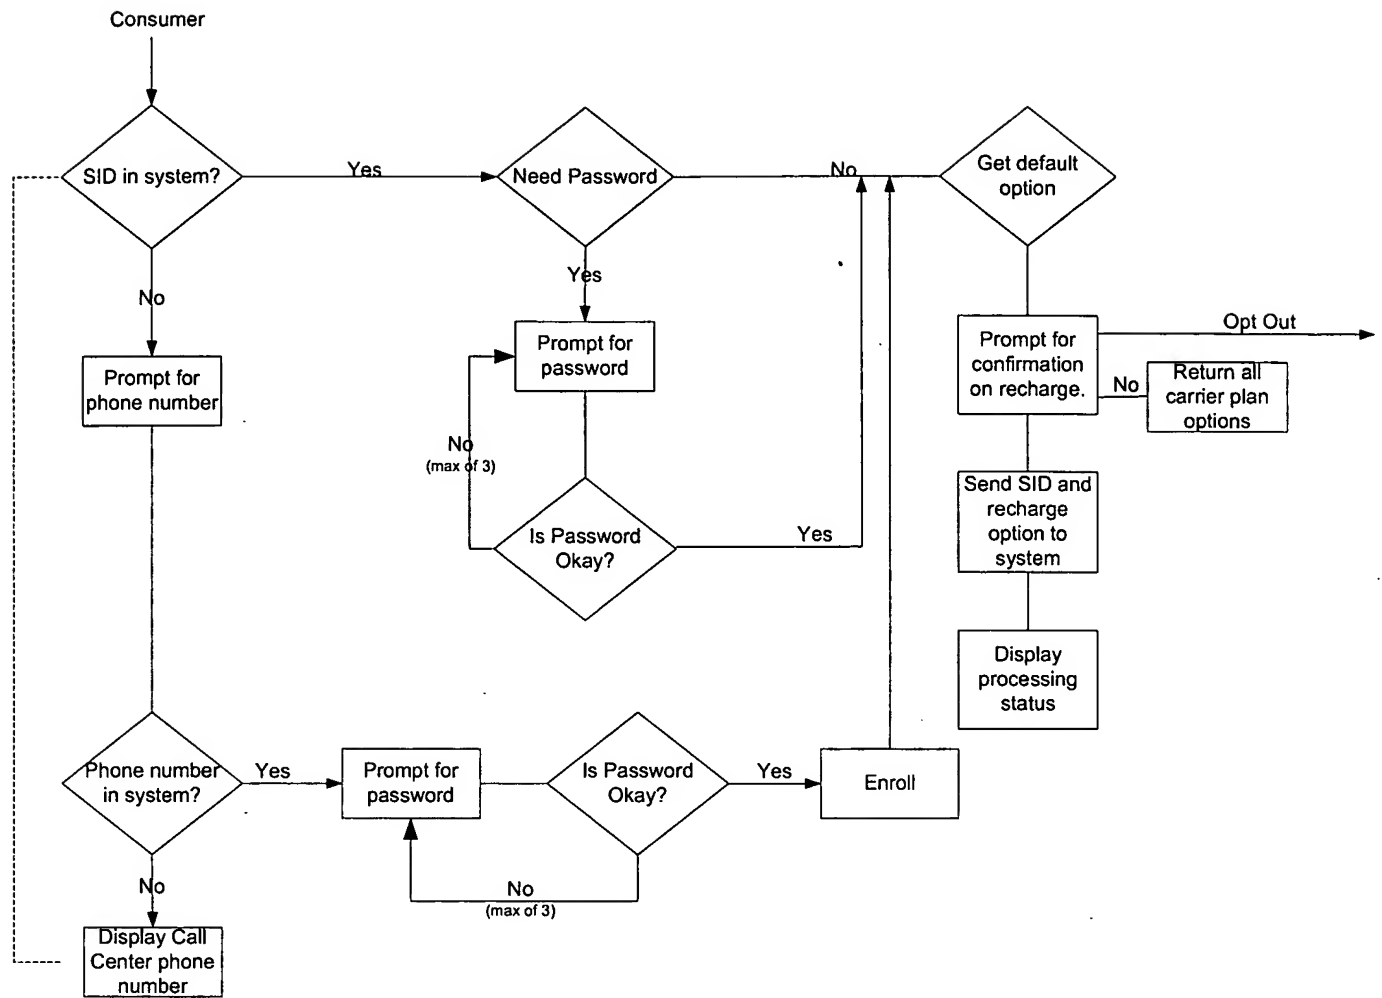 Consumer
SID in system?
Yes
Need Password
No
Get default
option
No
Yes
Prompt for
phone number
Prompt for
password
No
(max of 3)
Is Password
Okay?
Yes
Prompt for
confirmation
on recharge.
Opt Out
No
Return all
carrier plan
options
Send SID and
recharge
option to
system
Display
processing
status
Phone number
in system?
Yes
Prompt for
password
Is Password
Okay?
Yes
Enroll
No
(max of 3)
No
Display Call
Center phone
number